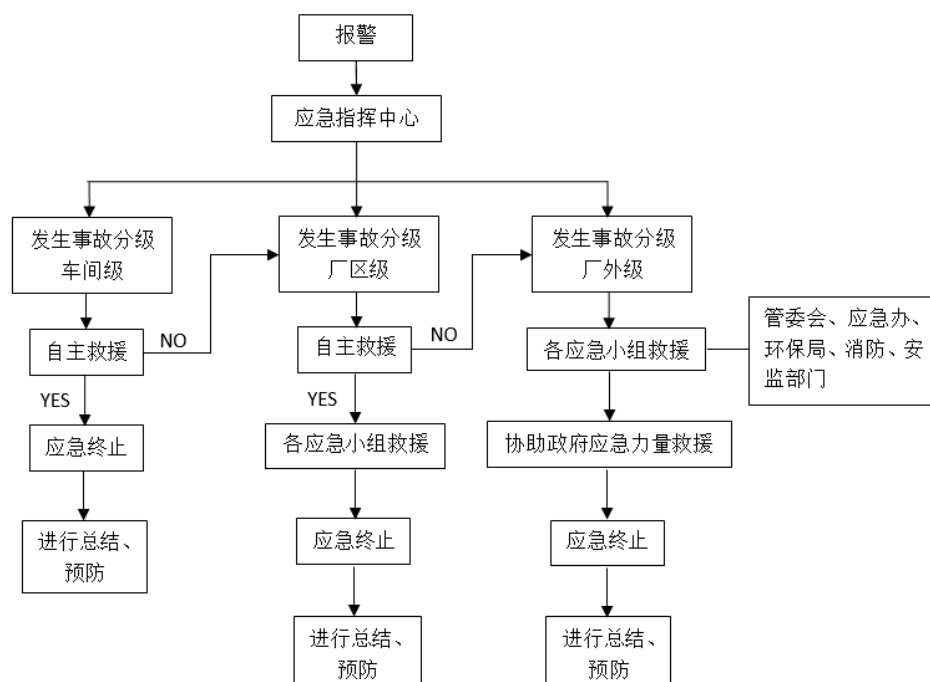 报警
应急指挥中心
发生事故分级
车间级
发生事故分级
厂区级
发生事故分级
厂外级
自主救援
NO
自主救援
NO
各应急小组救援
管委会、应急办、
环保局、消防、安
监部门
YES
YES
应急终止
各应急小组救援
协助政府应急力量救援
进行总结、
预防
应急终止
应急终止
进行总结、
预防
进行总结、
预防